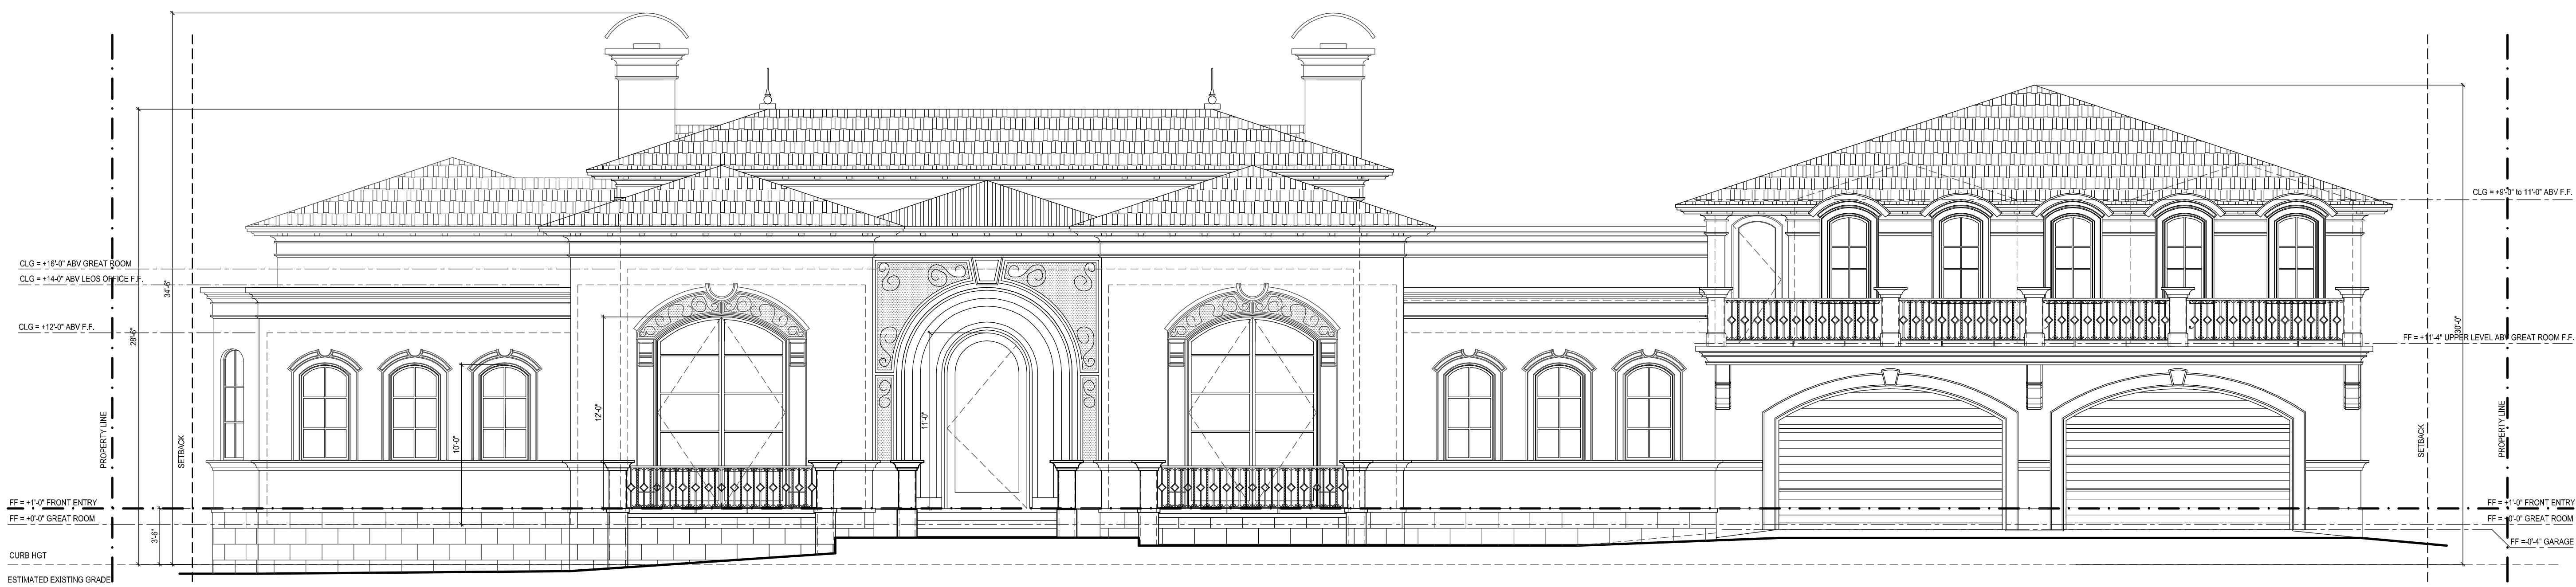 34'-6"
28'-6"
CLG = +16'-0" ABV GREAT ROOM
CLG = +14'-0" ABV LEOS OFFICE F.F.
CLG = +12'-0" ABV F.F.
PROPERTY LINE
SETBACK
FF = +1'-0" FRONT ENTRY
FF = +0'-0" GREAT ROOM
3'-6"
CURB HGT
ESTIMATED EXISTING GRADE
10'-0"
12'-0"
11'-0"
CLG = +9'-0" to 11'-0" ABV F.F.
30'-0"
FF = +11'-4" UPPER LEVEL ABV GREAT ROOM F.F.
SETBACK
PROPERTY LINE
FF = +1'-0" FRONT ENTRY
FF = +0'-0" GREAT ROOM
FF =-0'-4" GARAGE